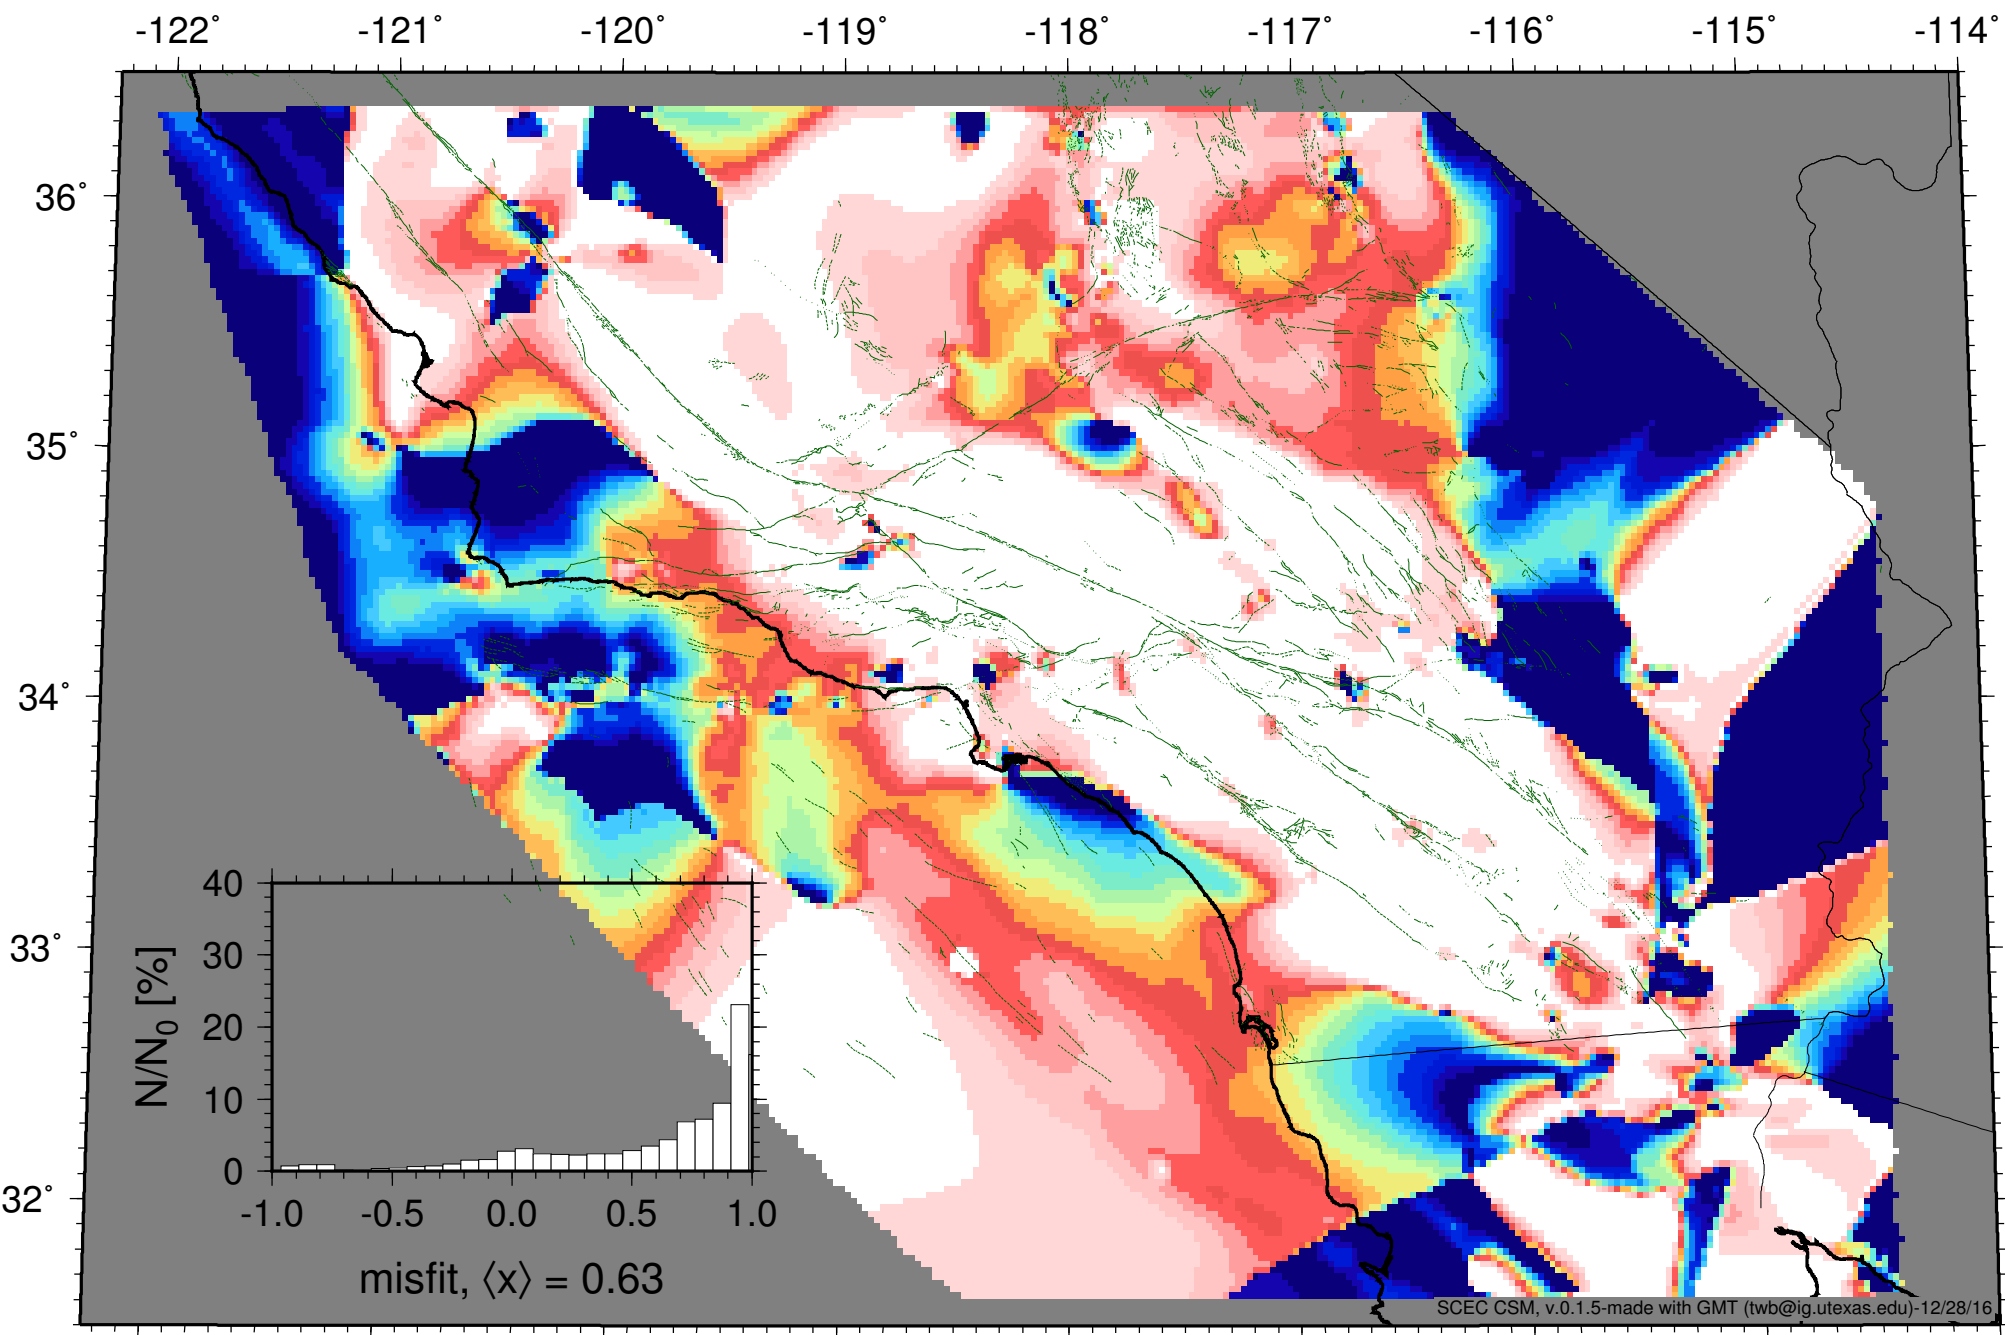 -122° -121° -120° -119° -118° -117° -116° -115° -114°
36°
35°
34°
33°
32°
40
30
20
10
0
N/N₀ [%]
-1.0 -0.5 0.0 0.5 1.0
misfit, ⟨x⟩ = 0.63
SCEC CSM, v.0.1.5-made with GMT (twb@ig.utexas.edu)-12/28/16